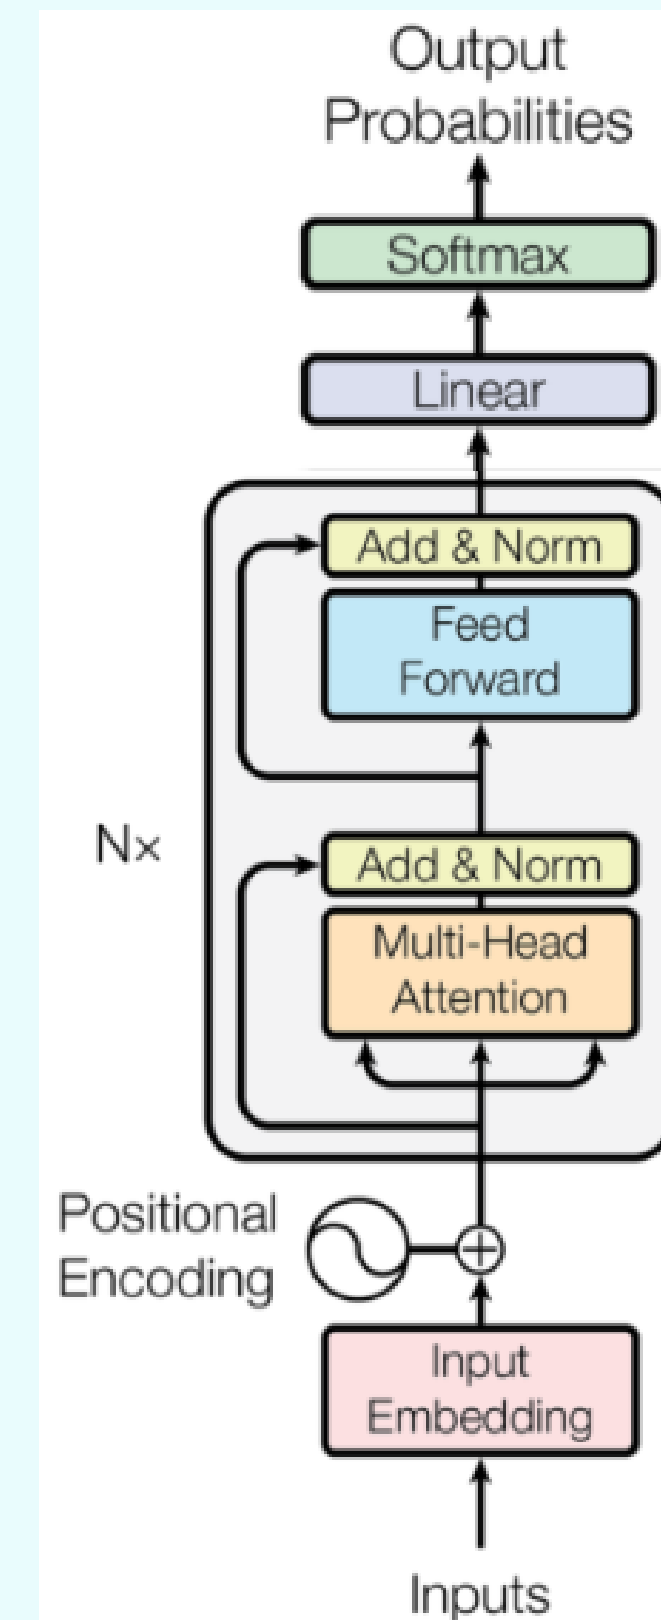 Output
Probabilities
Softmax
Linear
Add & Norm
Feed
Forward
Nx
Add & Norm
Multi-Head
Attention
Positional
Encoding
Input
Embedding
Inputs